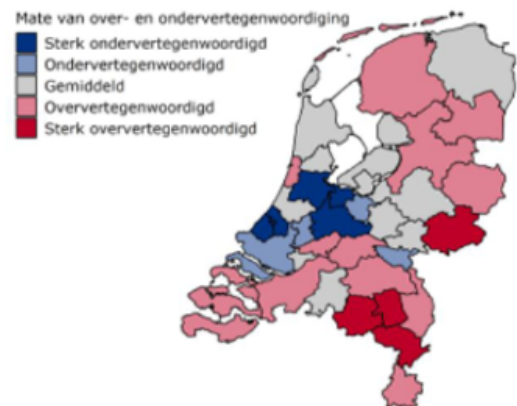 Mate van over- en ondervertegenwoordiging
Sterk ondervertegenwoordigd
Ondervertegenwoordigd
Gemiddeld
Oververtegenwoordigd
Sterk oververtegenwoordigd